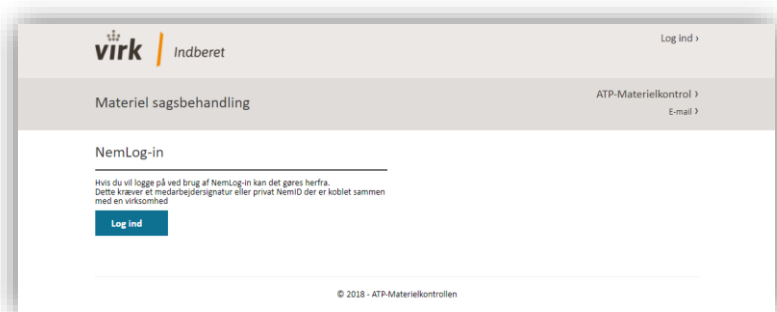 virk Indberet
Log ind ›
Materiel sagsbehandling
ATP-Materielkontrol ›
E-mail ›
NemLog-in
Hvis du vil logge på ved brug af NemLog-in kan det gøres herfra.
Dette kræver et medarbejdersignatur eller privat NemID der er koblet sammen
med en virksomhed
Log ind
© 2018 - ATP-Materielkontrollen